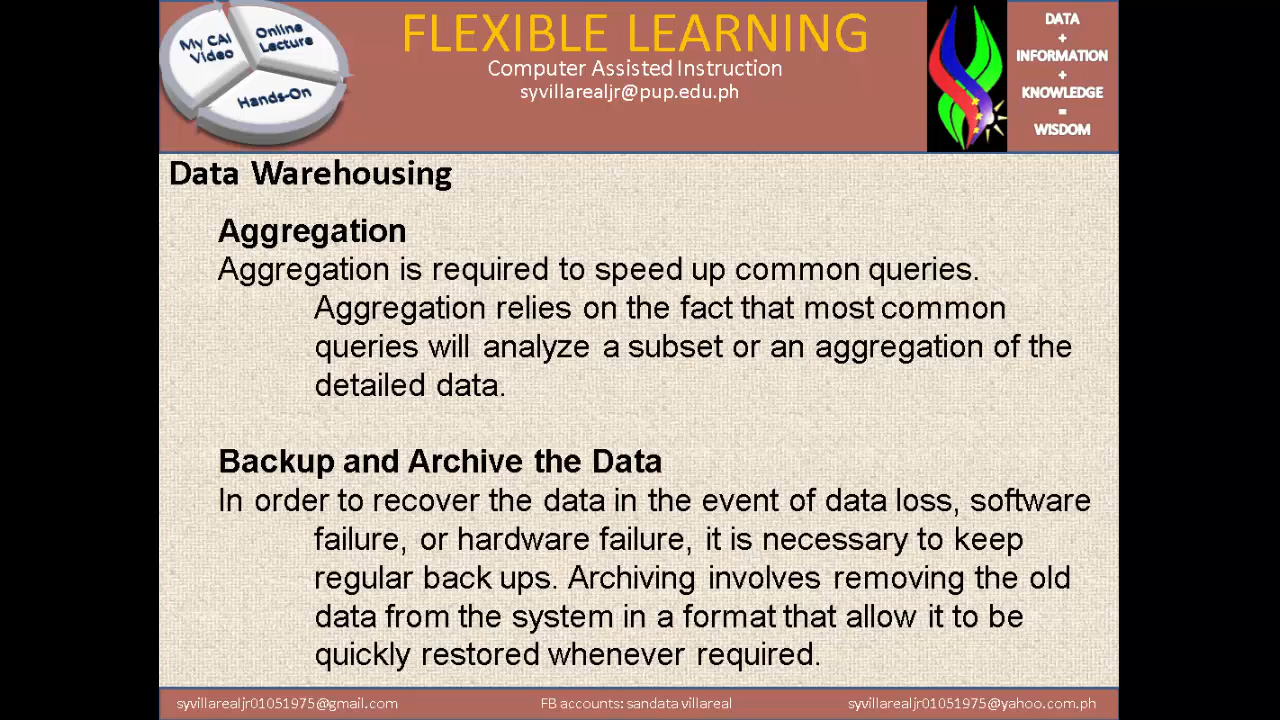 My CAI
Video
Online
Lecture
Hands-On
FLEXIBLE LEARNING
Computer Assisted Instruction
syvillarealjr@pup.edu.ph
DATA
+
INFORMATION
+
KNOWLEDGE
=
WISDOM
Data Warehousing
Aggregation
Aggregation is required to speed up common queries.
Aggregation relies on the fact that most common
queries will analyze a subset or an aggregation of the
detailed data.
Backup and Archive the Data
In order to recover the data in the event of data loss, software
failure, or hardware failure, it is necessary to keep
regular back ups. Archiving involves removing the old
data from the system in a format that allow it to be
quickly restored whenever required.
syvillarealjr01051975@gmail.com
FB accounts: sandata villareal
syvillarealjr01051975@yahoo.com.ph